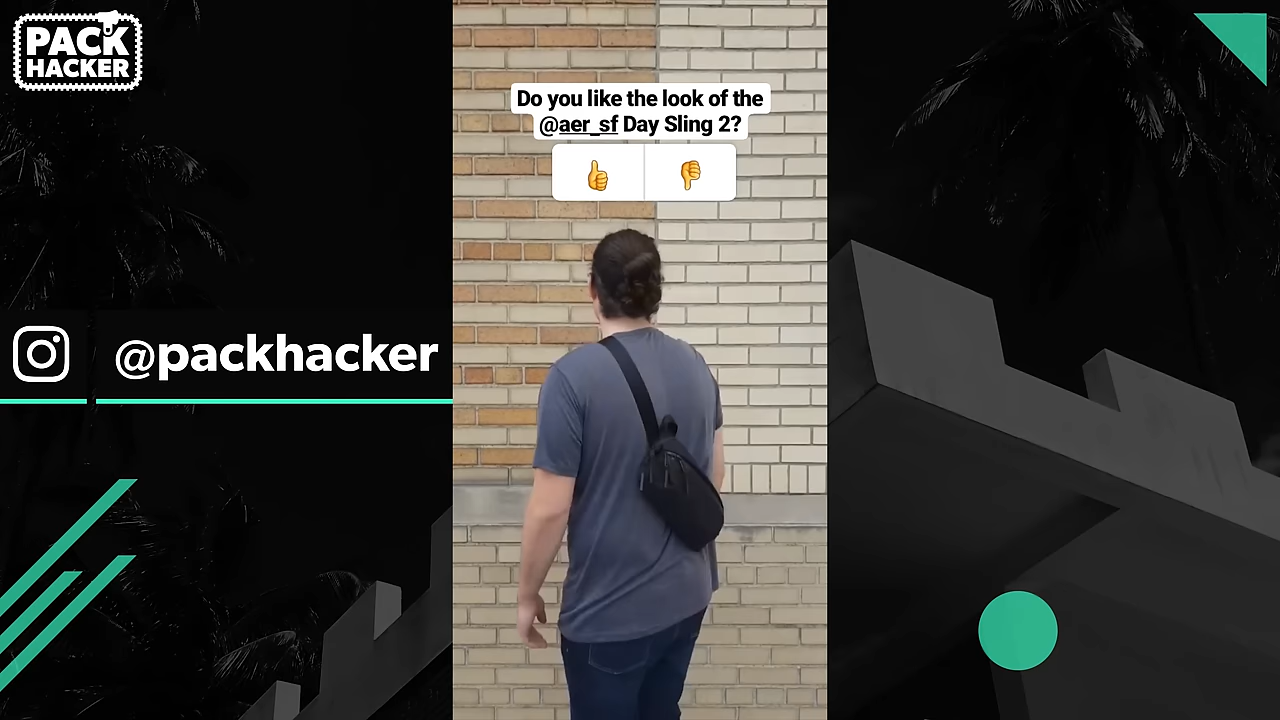 PACK
HACKER
Do you like the look of the
@aer_sf Day Sling 2?
@packhacker